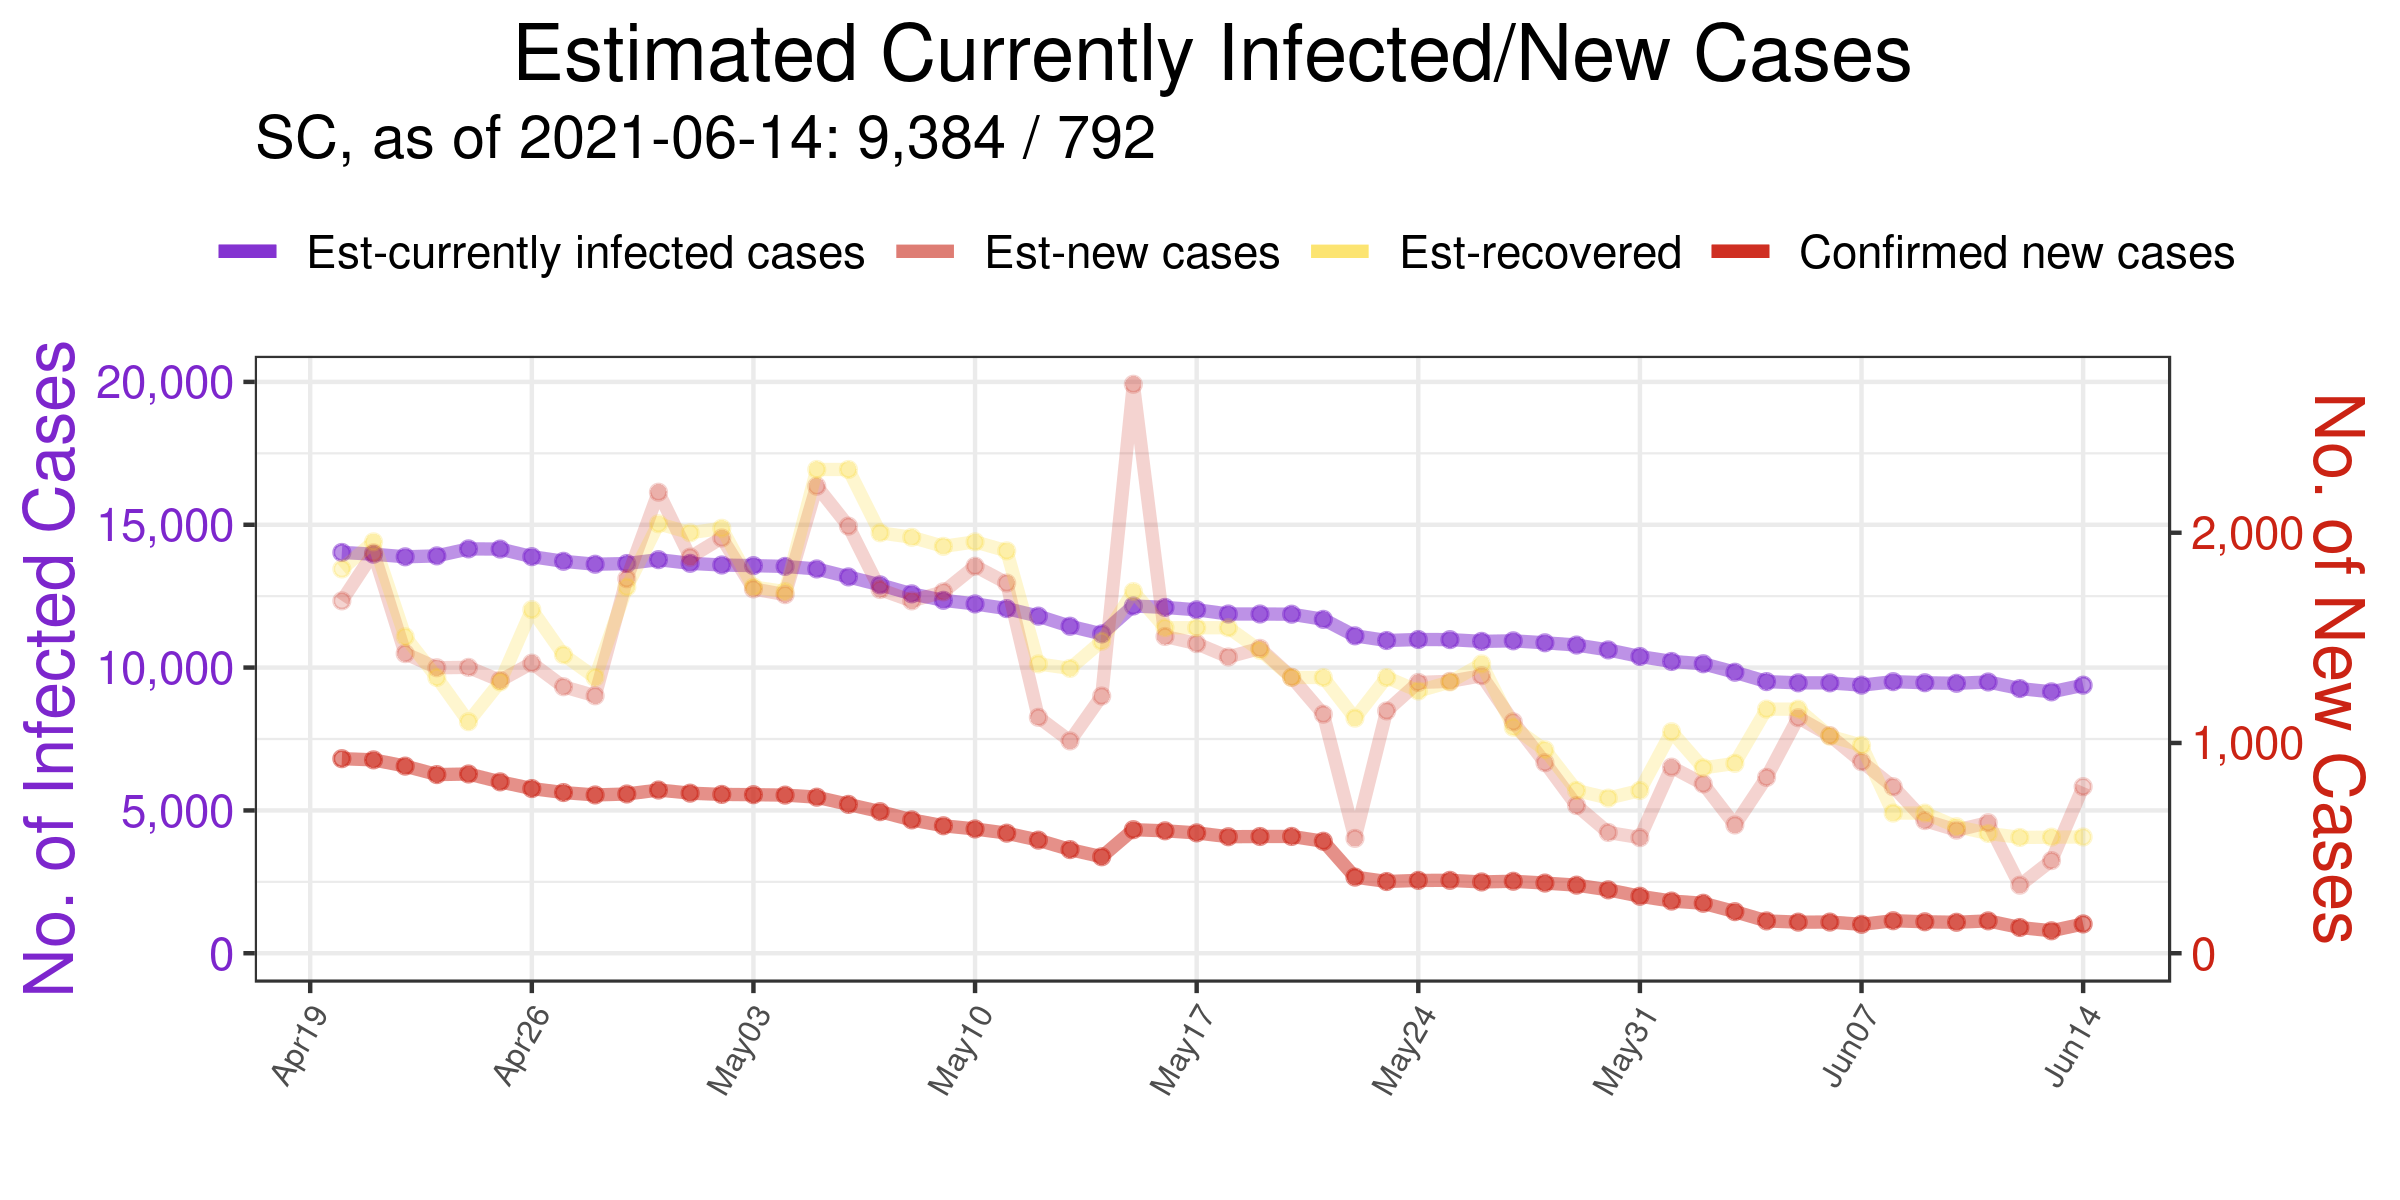 Estimated Currently Infected/New Cases
SC, as of 2021-06-14: 9,384 / 792
Est-currently infected cases Est-new cases Est-recovered Confirmed new cases
No. of Infected Cases
20,000
15,000
10,000
5,000
0
2,000
1,000
0
No. of New Cases
Apr19 Apr26 May03 May10 May17 May24 May31 Jun07 Jun14